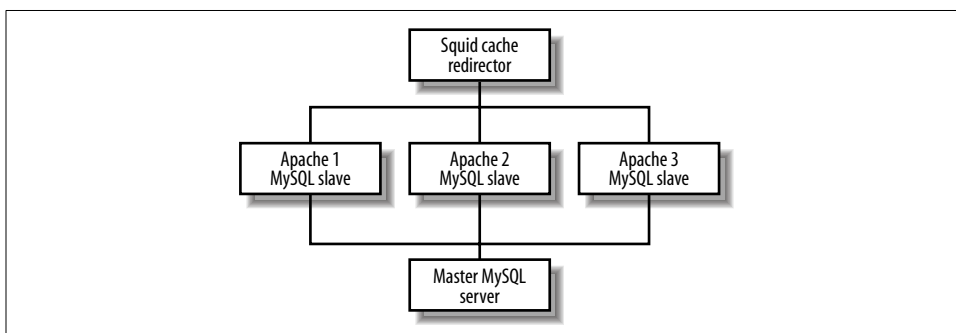 Squid cache
redirector
Apache 1
MySQL slave
Apache 2
MySQL slave
Apache 3
MySQL slave
Master MySQL
server